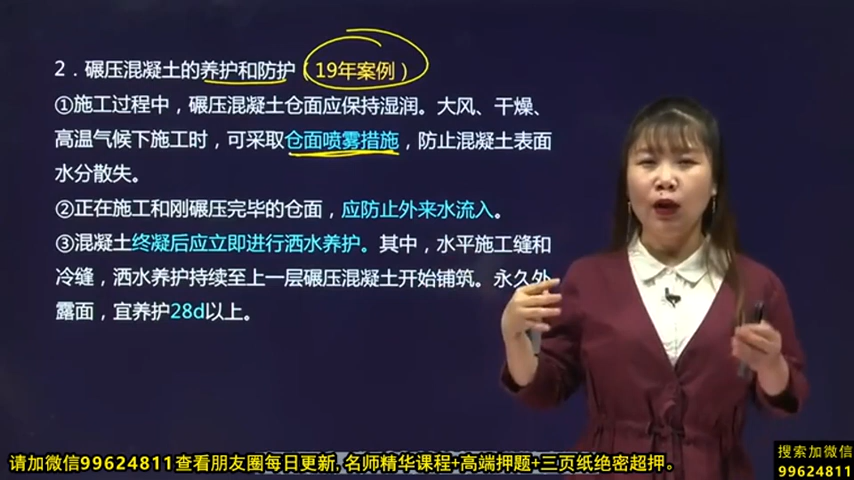 2．碾压混凝土的养护和防护（19年案例）
①施工过程中，碾压混凝土仓面应保持湿润。大风、干燥、
高温气候下施工时，可采取仓面喷雾措施，防止混凝土表面
水分散失。
②正在施工和刚碾压完毕的仓面，应防止外来水流入。
③混凝土终凝后应立即进行洒水养护。其中，水平施工缝和
冷缝，洒水养护持续至上一层碾压混凝土开始铺筑。永久外
露面，宜养护28d以上。
请加微信99624811查看朋友圈每日更新,名师精华课程+高端押题+三页纸绝密超押。
搜索加微信
99624811